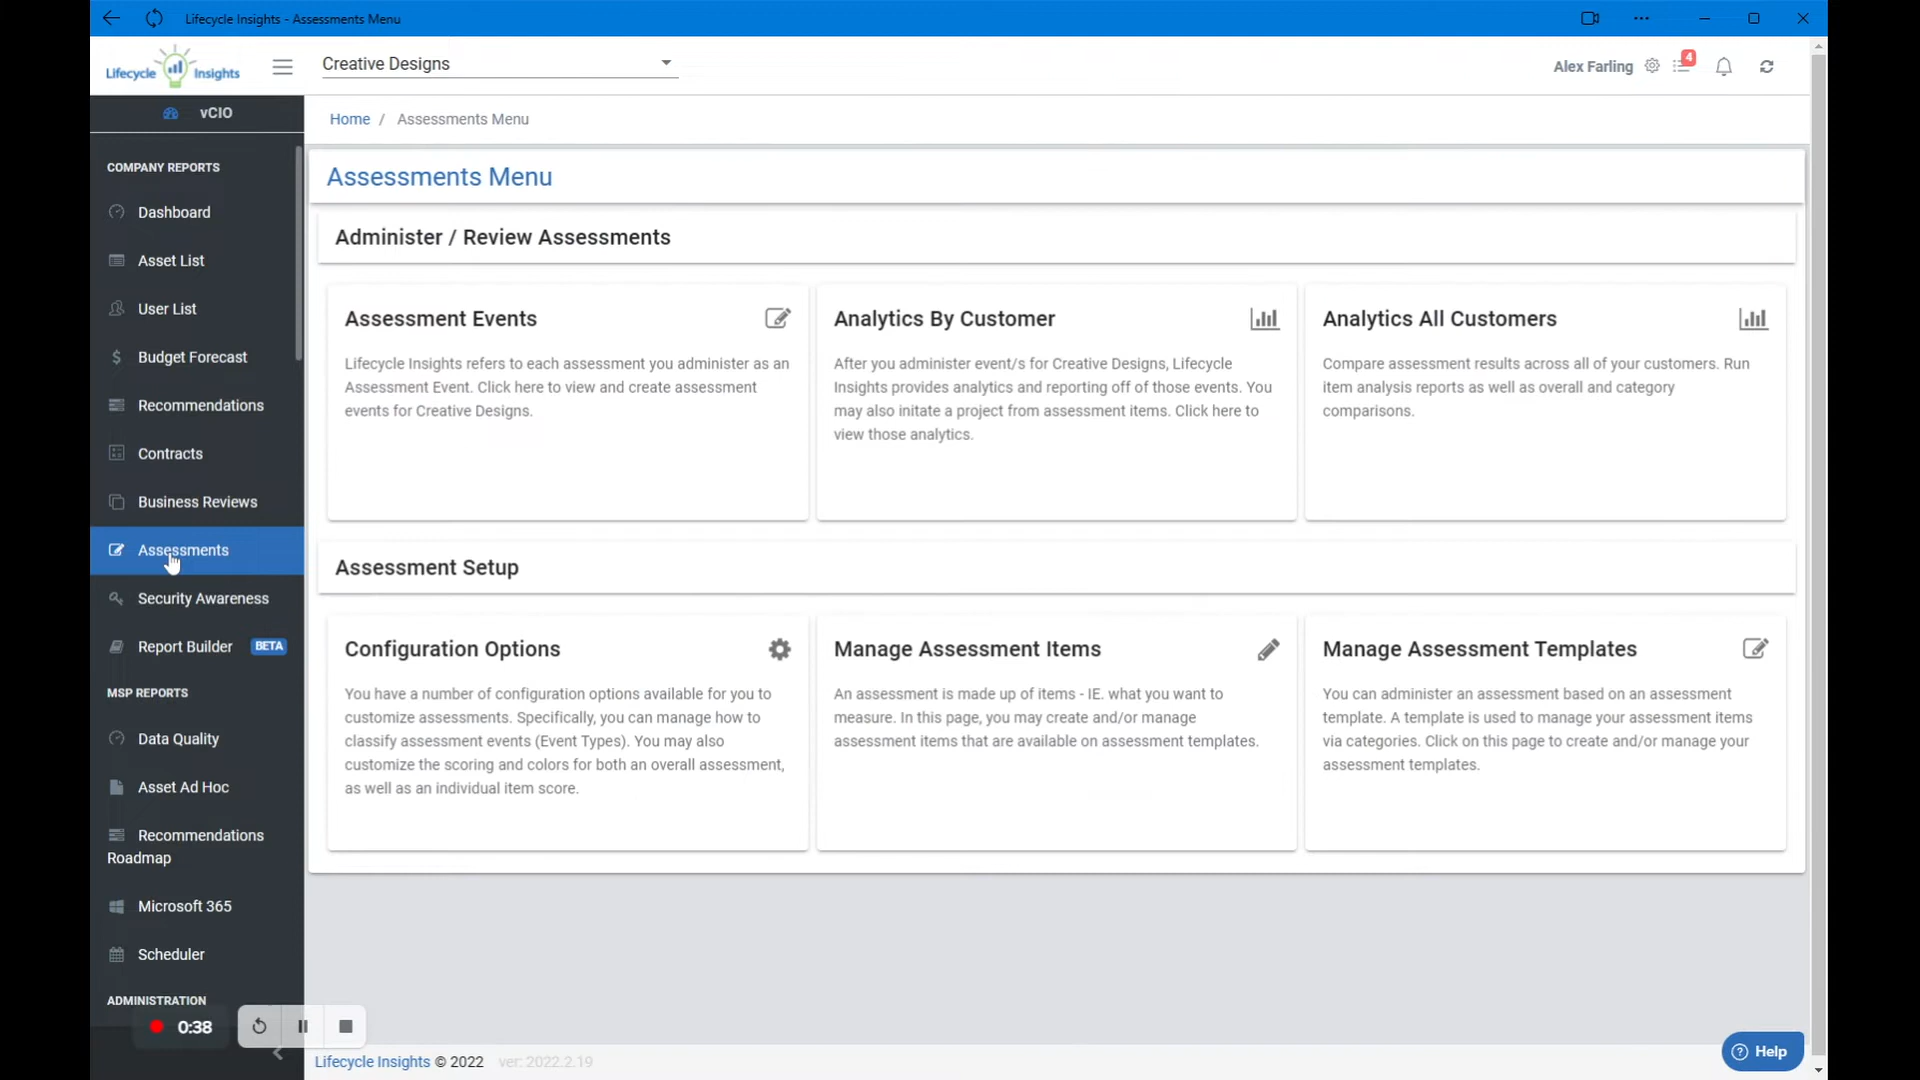 Lifecycle Insights - Assessments Menu
Lifecycle Insights
Creative Designs
Alex Farling
4
vCIO
Home / Assessments Menu
COMPANY REPORTS
Dashboard
Asset List
User List
Budget Forecast
Recommendations
Contracts
Business Reviews
Assessments
Security Awareness
Report Builder BETA
MSP REPORTS
Data Quality
Asset Ad Hoc
Recommendations
Roadmap
Microsoft 365
Scheduler
ADMINISTRATION
0:38
Assessments Menu
Administer / Review Assessments
Assessment Events
Lifecycle Insights refers to each assessment you administer as an
Assessment Event. Click here to view and create assessment
events for Creative Designs.
Analytics By Customer
After you administer event/s for Creative Designs, Lifecycle
Insights provides analytics and reporting off of those events. You
may also initate a project from assessment items. Click here to
view those analytics.
Analytics All Customers
Compare assessment results across all of your customers. Run
item analysis reports as well as overall and category
comparisons.
Assessment Setup
Configuration Options
You have a number of configuration options available for you to
customize assessments. Specifically, you can manage how to
classify assessment events (Event Types). You may also
customize the scoring and colors for both an overall assessment,
as well as an individual item score.
Manage Assessment Items
An assessment is made up of items - IE. what you want to
measure. In this page, you may create and/or manage
assessment items that are available on assessment templates.
Manage Assessment Templates
You can administer an assessment based on an assessment
template. A template is used to manage your assessment items
via categories. Click on this page to create and/or manage your
assessment templates.
Lifecycle Insights © 2022 ver: 2022.2.19
Help